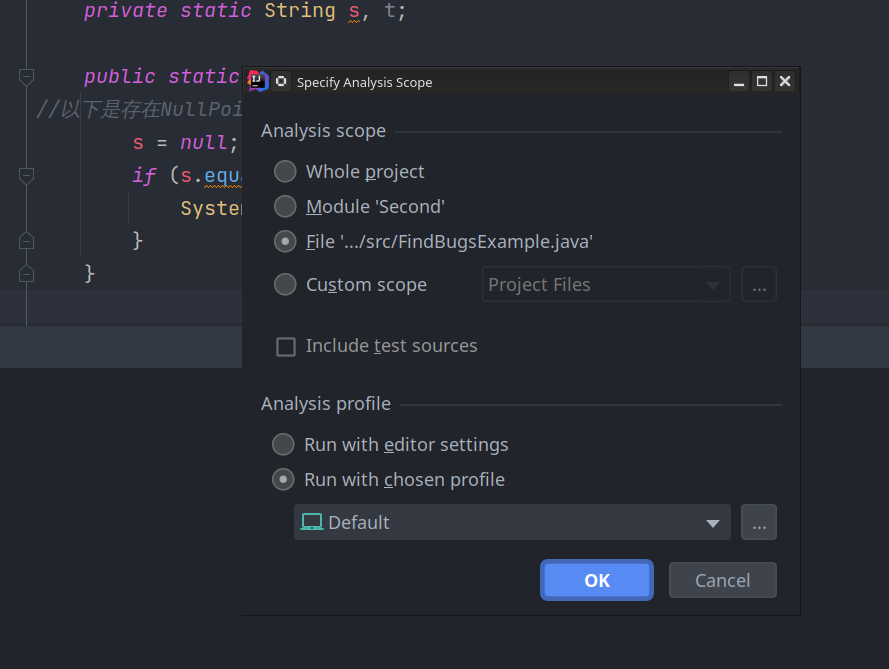 private static String s, t;
public static
Specify Analysis Scope
//以下是存在NullPoi
Analysis scope
s = null;
Whole project
if (s.equ
Module 'Second'
System
File '.../src/FindBugsExample.java'
}
Custom scope
Project Files
...
}
Include test sources
Analysis profile
Run with editor settings
Run with chosen profile
Default
...
OK
Cancel